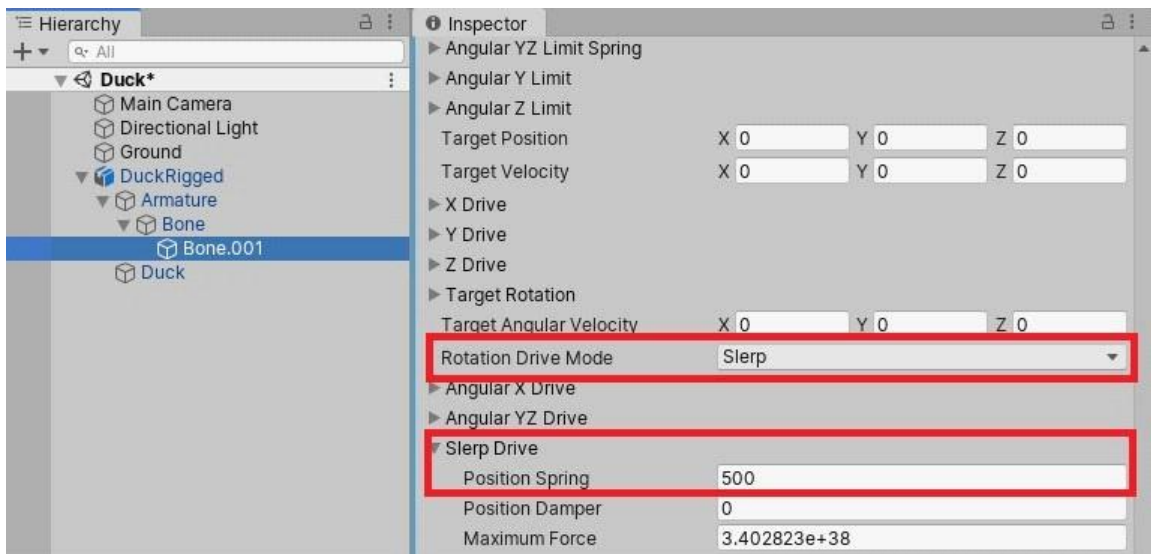 Hierarchy
All
Duck*
Main Camera
Directional Light
Ground
DuckRigged
Armature
Bone
Bone.001
Duck
Inspector
Angular YZ Limit Spring
Angular Y Limit
Angular Z Limit
Target Position X 0 Y 0 Z 0
Target Velocity X 0 Y 0 Z 0
X Drive
Y Drive
Z Drive
Target Rotation
Target Angular Velocity X 0 Y 0 Z 0
Rotation Drive Mode Slerp
Angular X Drive
Angular YZ Drive
Slerp Drive
Position Spring 500
Position Damper 0
Maximum Force 3.402823e+38